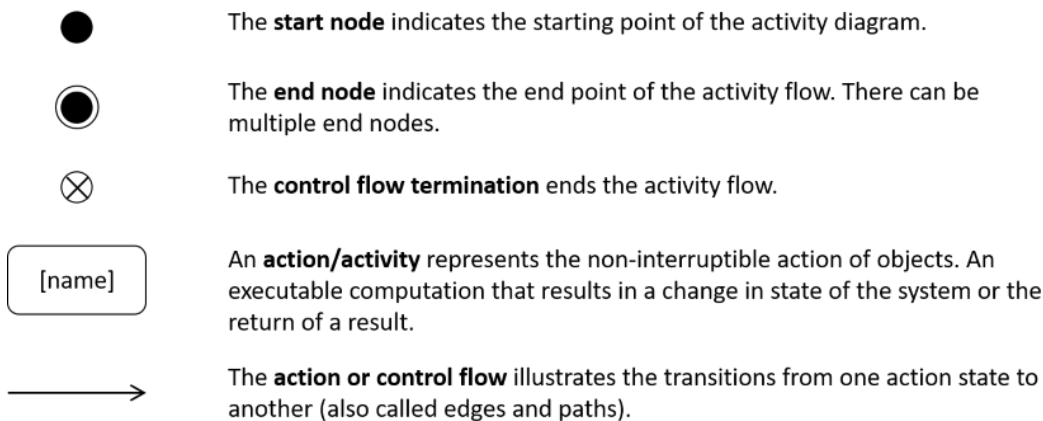 The start node indicates the starting point of the activity diagram.
The end node indicates the end point of the activity flow. There can be
multiple end nodes.
The control flow termination ends the activity flow.
[name]
An action/activity represents the non-interruptible action of objects. An
executable computation that results in a change in state of the system or the
return of a result.
The action or control flow illustrates the transitions from one action state to
another (also called edges and paths).